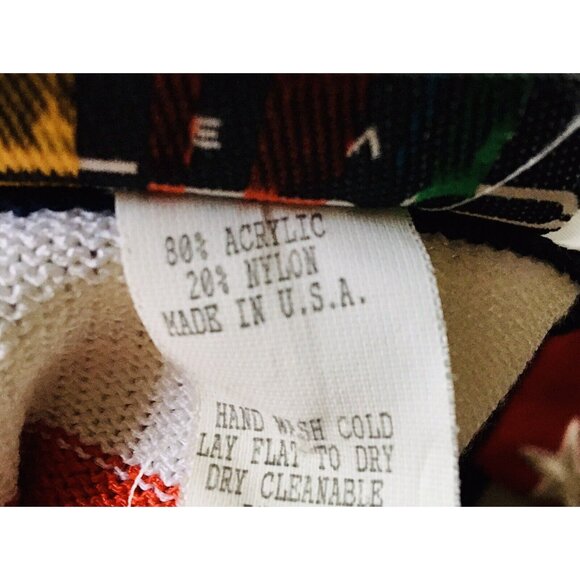 80% ACRYLIC
20% NYLON
MADE IN U.S.A.
HAND WASH COLD
LAY FLAT TO DRY
DRY CLEANABLE